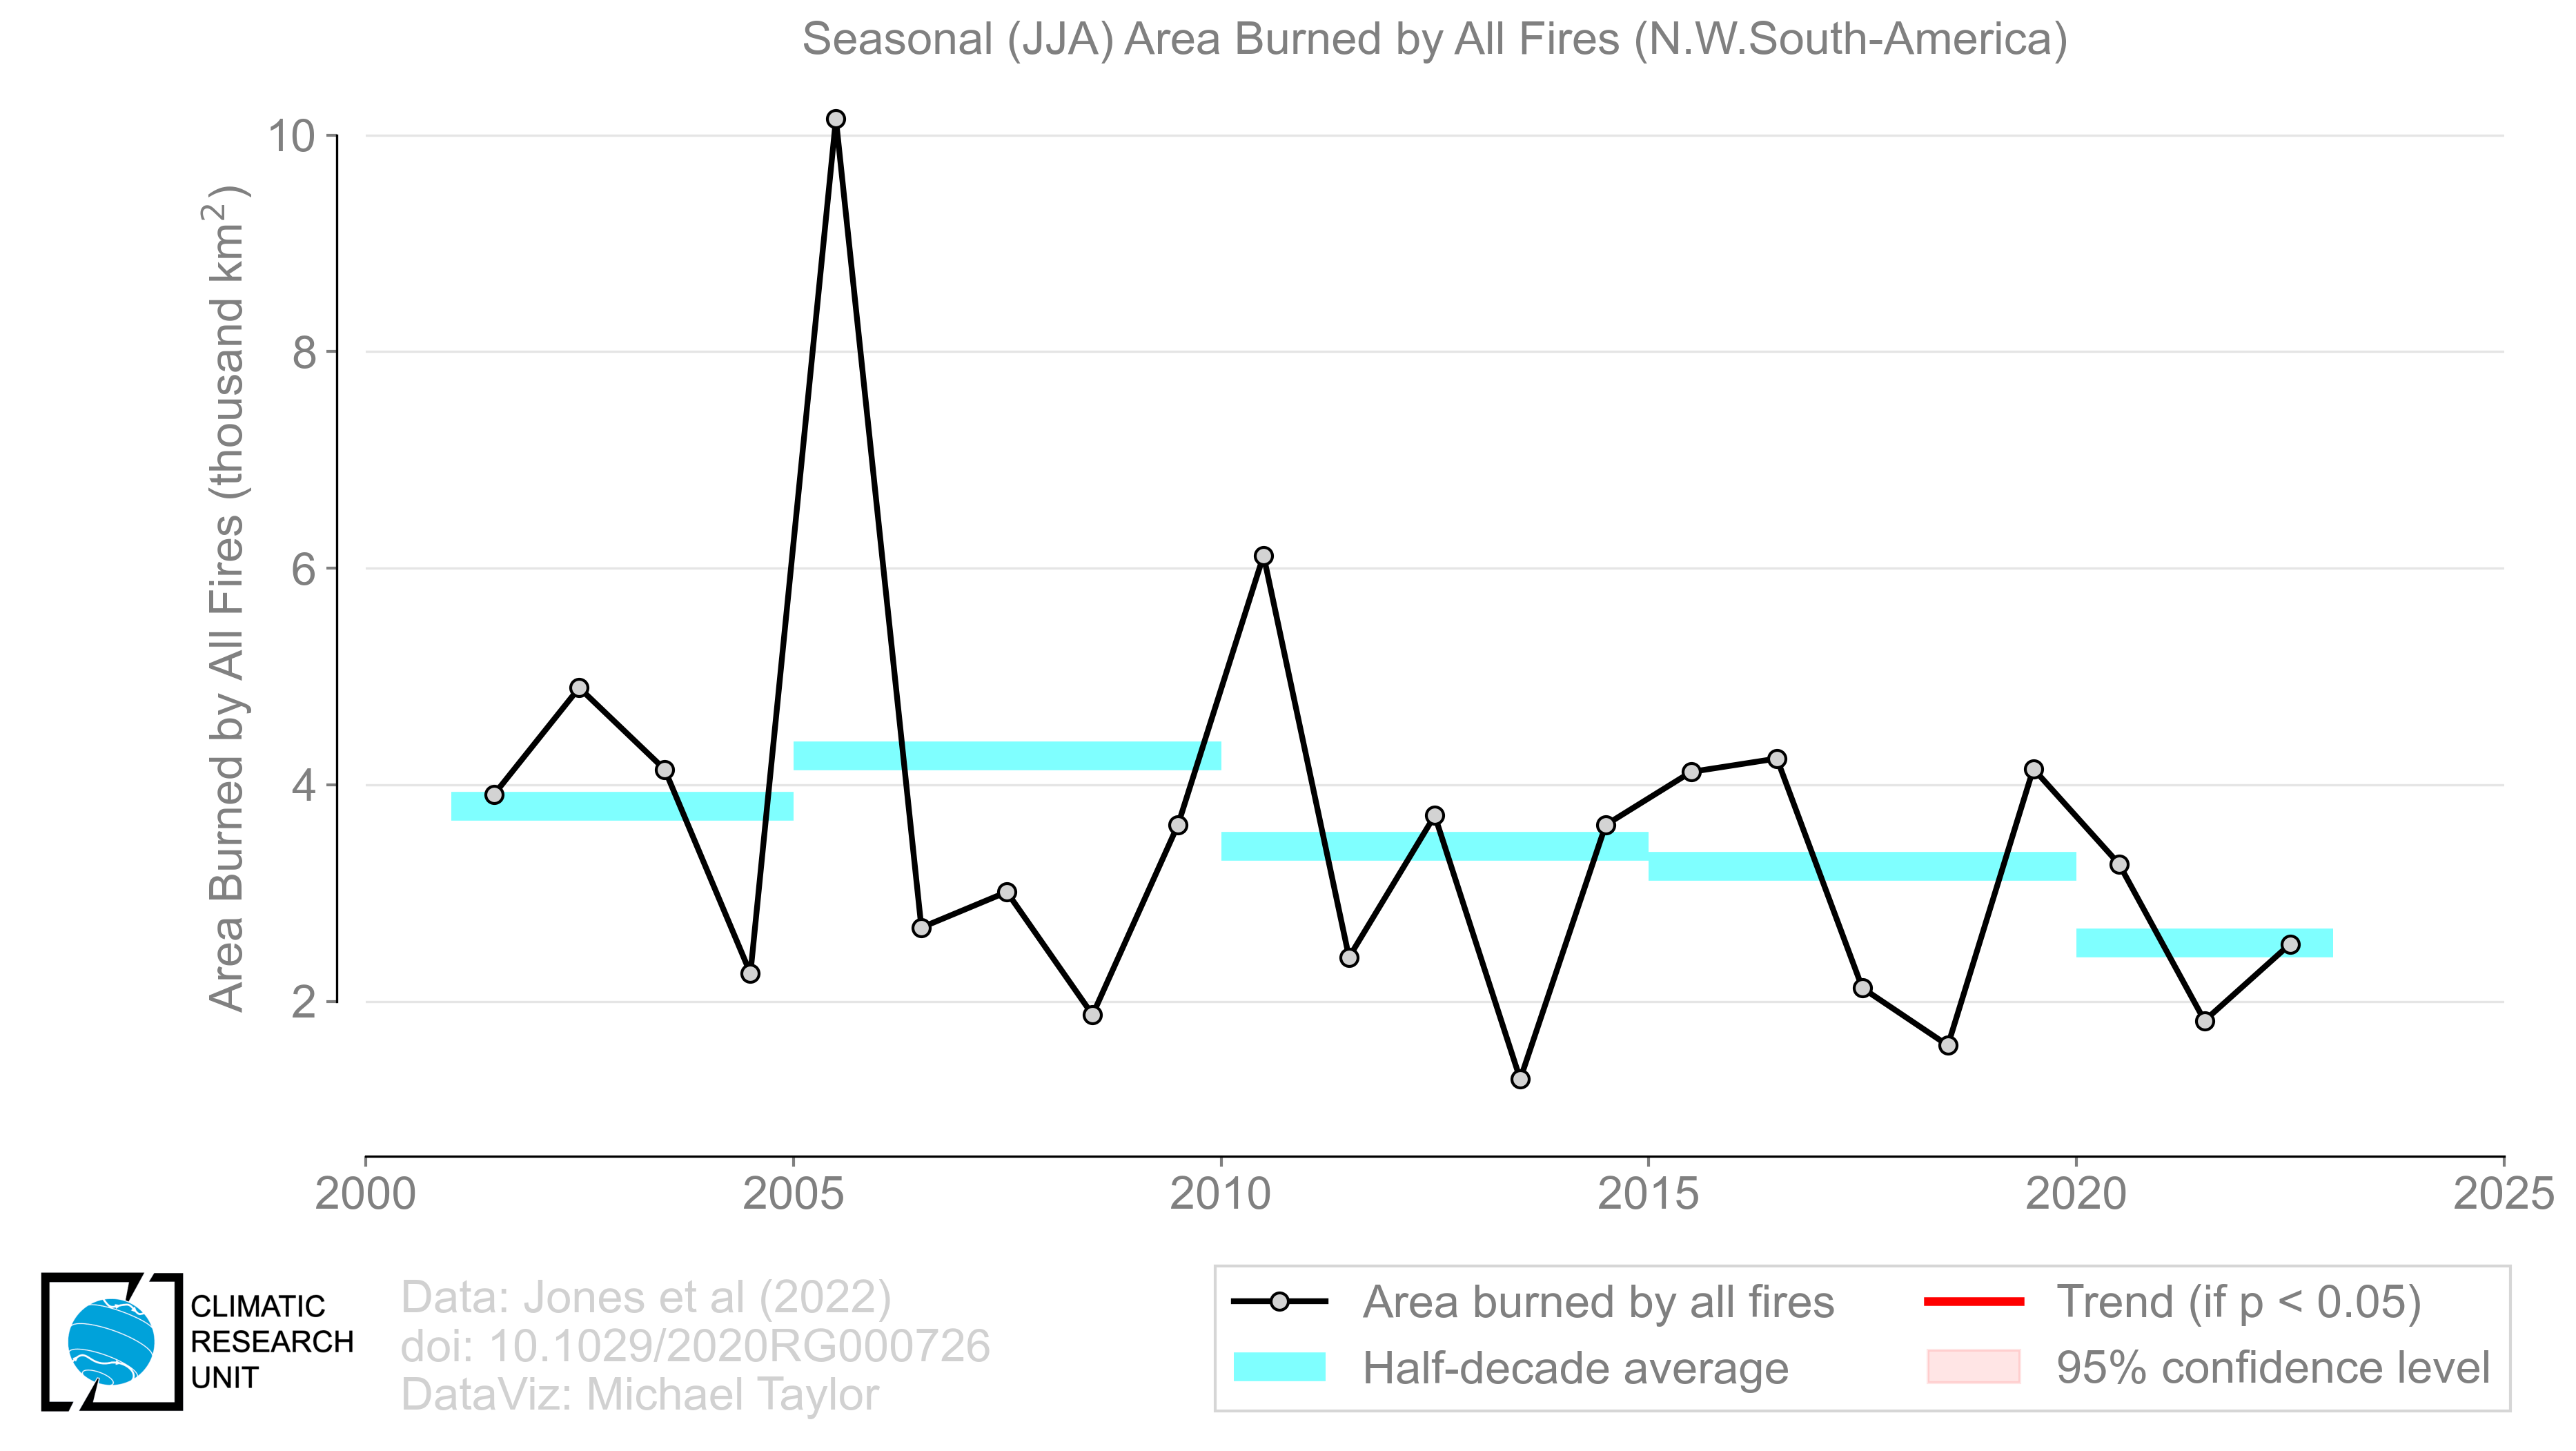 Seasonal (JJA) Area Burned by All Fires (N.W.South-America)
Area Burned by All Fires (thousand km²)
10
8
6
4
2
2000 2005 2010 2015 2020 2025
CLIMATIC
RESEARCH
UNIT
Data: Jones et al (2022)
doi: 10.1029/2020RG000726
DataViz: Michael Taylor
Area burned by all fires
Half-decade average
Trend (if p < 0.05)
95% confidence level